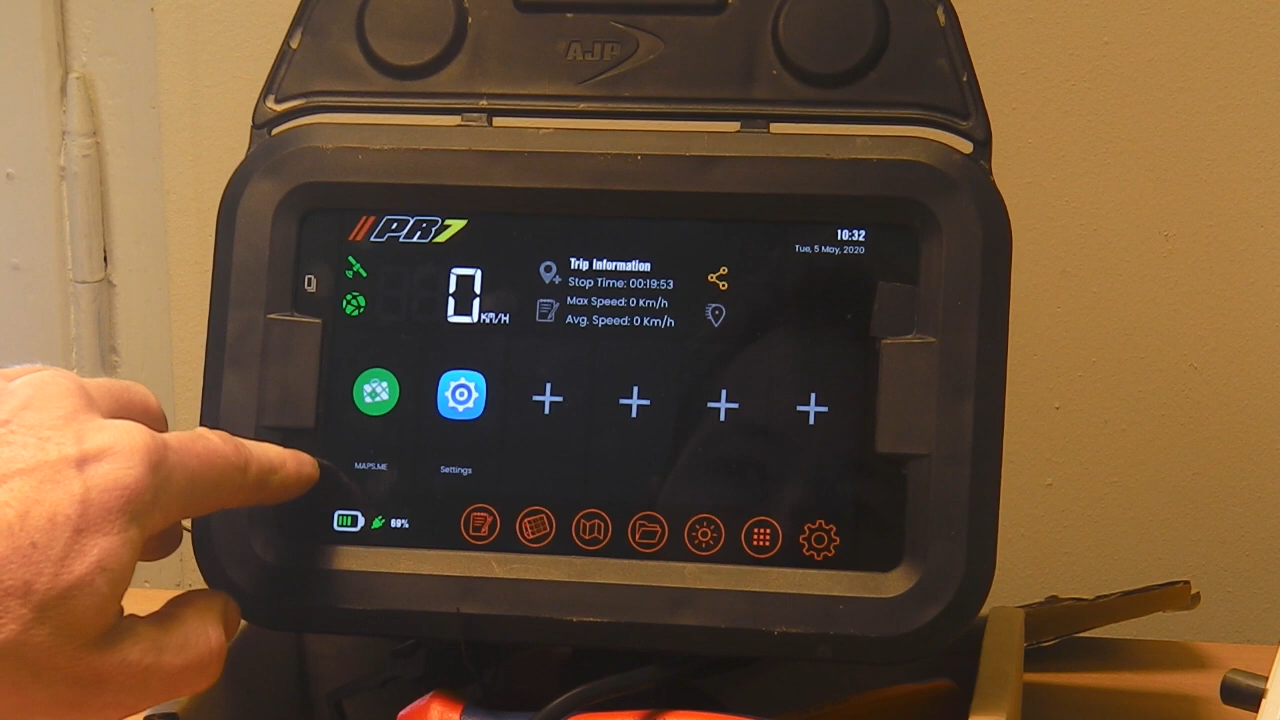 AJP
PR7
10:32
Tue, 5 May, 2020
0 KM/H
Trip Information
Stop Time: 00:19:53
Max Speed: 0 Km/h
Avg. Speed: 0 Km/h
MAPS.ME
Settings
69%